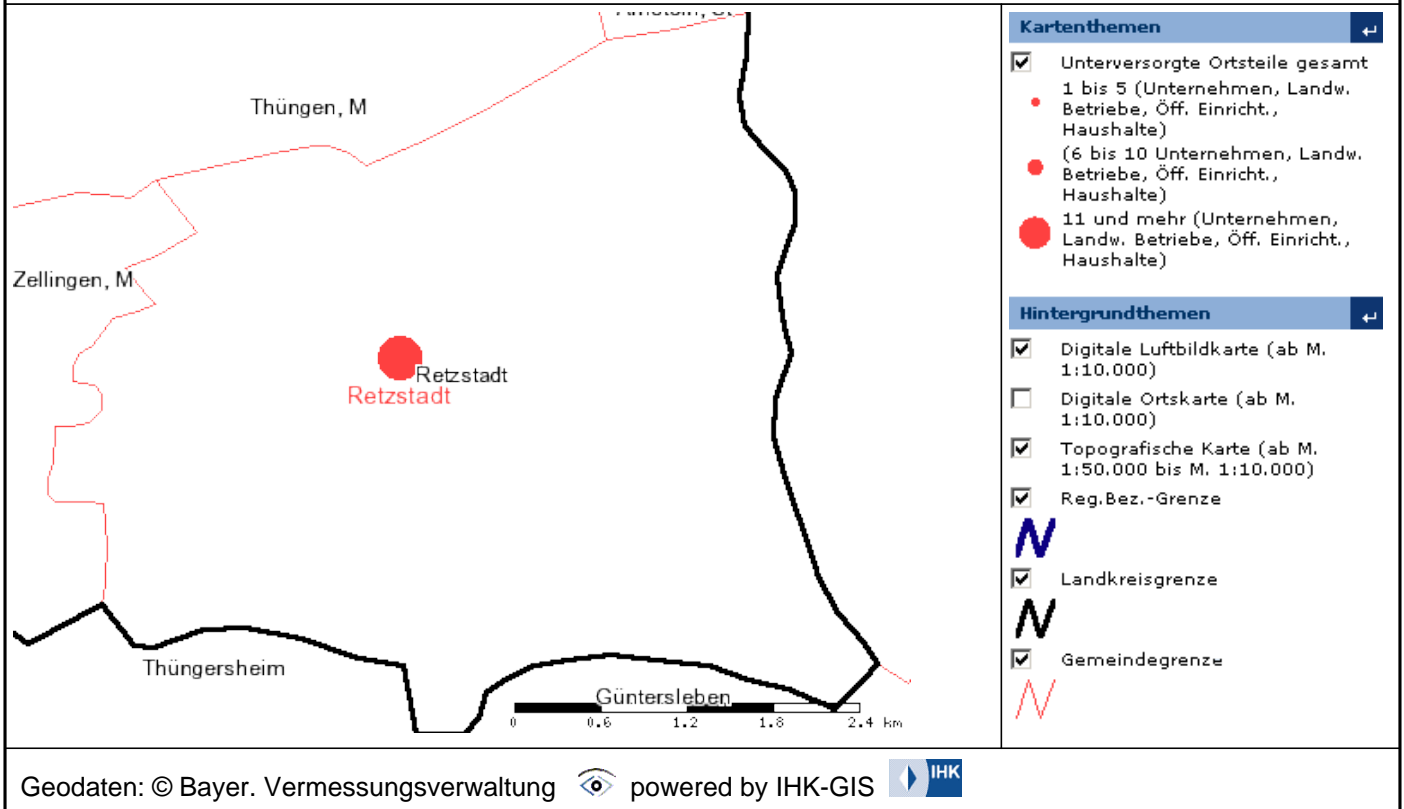 Thüngen, M
Zellingen, M
Retzstadt
Retzstadt
Thüngersheim
Güntersleben
0 0.6 1.2 1.8 2.4 km
Kartenthemen
Unterversorgte Ortsteile gesamt
1 bis 5 (Unternehmen, Landw.
Betriebe, Öff. Einricht.,
Haushalte)
(6 bis 10 Unternehmen, Landw.
Betriebe, Öff. Einricht.,
Haushalte)
11 und mehr (Unternehmen,
Landw. Betriebe, Öff. Einricht.,
Haushalte)
Hintergrundthemen
Digitale Luftbildkarte (ab M.
1:10.000)
Digitale Ortskarte (ab M.
1:10.000)
Topografische Karte (ab M.
1:50.000 bis M. 1:10.000)
Reg.Bez.-Grenze
Landkreisgrenze
Gemeindegrenze
Geodaten: © Bayer. Vermessungsverwaltung powered by IHK-GIS IHK